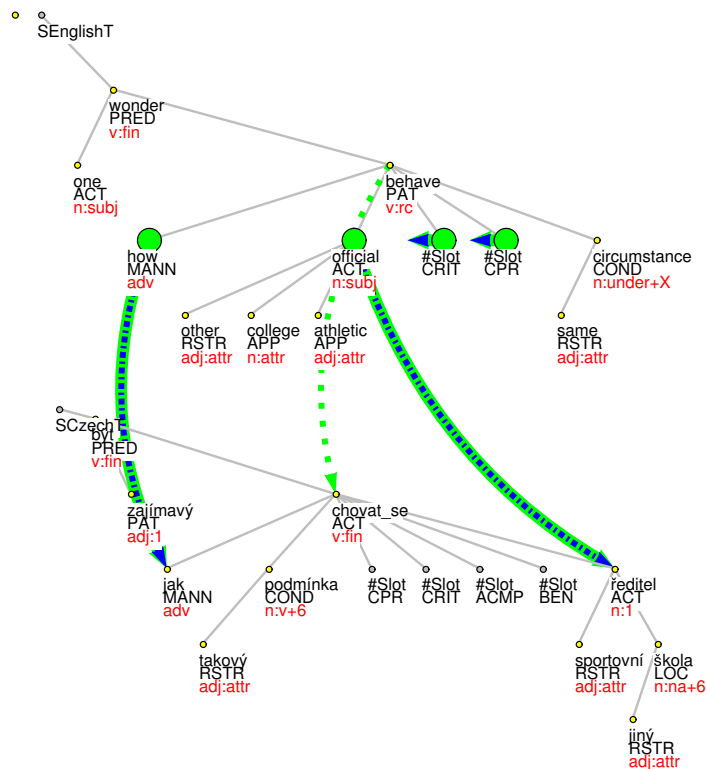 SEnglishT
wonder
PRED
v:fin
one
ACT
n:subj
behave
PAT
v:rc
how
MANN
adv
official
ACT
n:subj
#Slot
CRIT
#Slot
CPR
circumstance
COND
n:under+X
other
RSTR
adj:attr
college
APP
n:attr
athletic
APP
adj:attr
same
RSTR
adj:attr
SCzechT
být
PRED
v:fin
zajímavý
PAT
adj:1
chovat_se
ACT
v:fin
jak
MANN
adv
podmínka
COND
n:v+6
#Slot
CPR
#Slot
CRIT
#Slot
ACMP
#Slot
BEN
ředitel
ACT
n:1
takový
RSTR
adj:attr
sportovní
RSTR
adj:attr
škola
LOC
n:na+6
jiný
RSTR
adj:attr